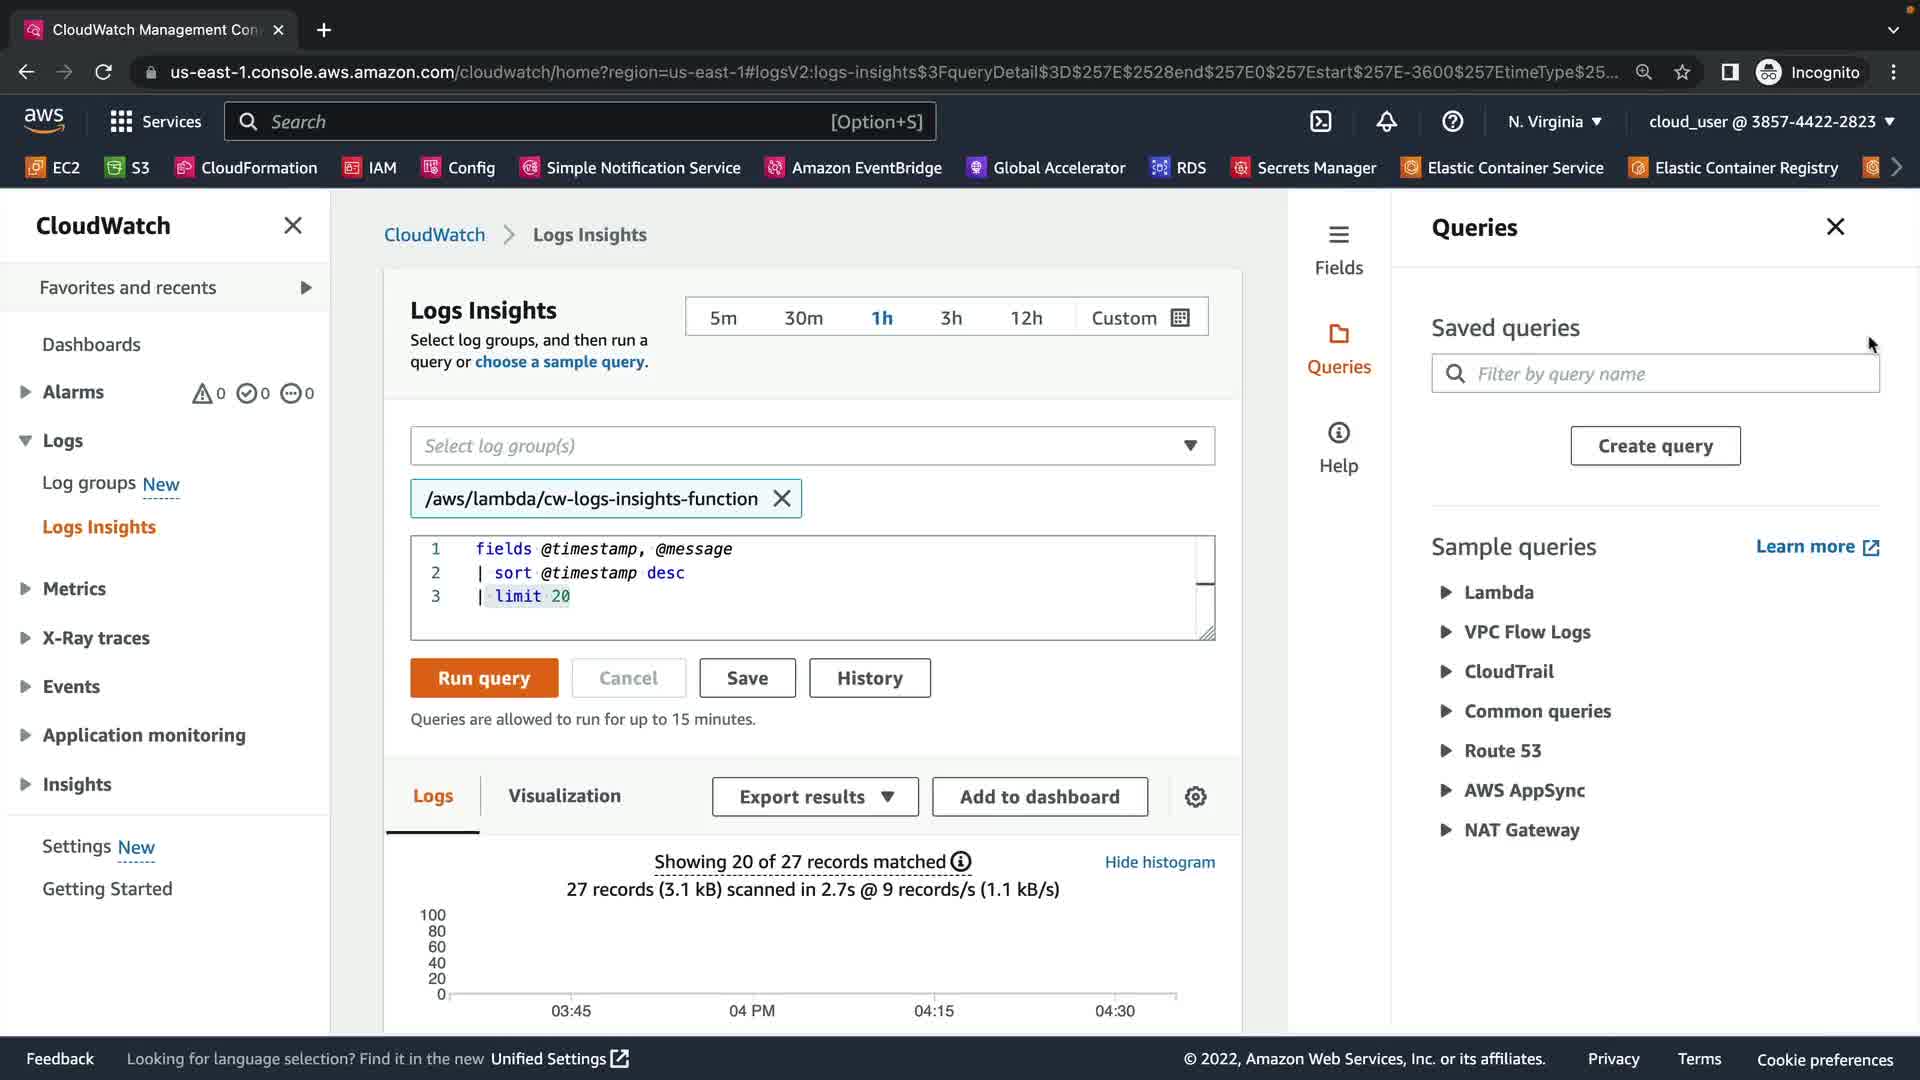 CloudWatch Management Con
us-east-1.console.aws.amazon.com/cloudwatch/home?region=us-east-1#logsV2:logs-insights$3FqueryDetail$3D$257E$2528end$257E0$257Estart$257E-3600$257EtimeType$25...
Incognito
aws
Services
Search
[Option+S]
N. Virginia
cloud_user @ 3857-4422-2823
EC2
S3
CloudFormation
IAM
Config
Simple Notification Service
Amazon EventBridge
Global Accelerator
RDS
Secrets Manager
Elastic Container Service
Elastic Container Registry
CloudWatch
Favorites and recents
Dashboards
Alarms
0
0
0
Logs
Log groups New
Logs Insights
Metrics
X-Ray traces
Events
Application monitoring
Insights
Settings New
Getting Started
CloudWatch > Logs Insights
Logs Insights
Select log groups, and then run a
query or choose a sample query.
5m
30m
1h
3h
12h
Custom
Select log group(s)
/aws/lambda/cw-logs-insights-function
1 fields @timestamp, @message
2 | sort @timestamp desc
3 | limit 20
Run query
Cancel
Save
History
Queries are allowed to run for up to 15 minutes.
Logs
Visualization
Export results
Add to dashboard
Showing 20 of 27 records matched
Hide histogram
27 records (3.1 kB) scanned in 2.7s @ 9 records/s (1.1 kB/s)
100
80
60
40
20
0
03:45
04 PM
04:15
04:30
Fields
Queries
Help
Queries
Saved queries
Filter by query name
Create query
Sample queries
Learn more
Lambda
VPC Flow Logs
CloudTrail
Common queries
Route 53
AWS AppSync
NAT Gateway
Feedback
Looking for language selection? Find it in the new Unified Settings
© 2022, Amazon Web Services, Inc. or its affiliates.
Privacy
Terms
Cookie preferences